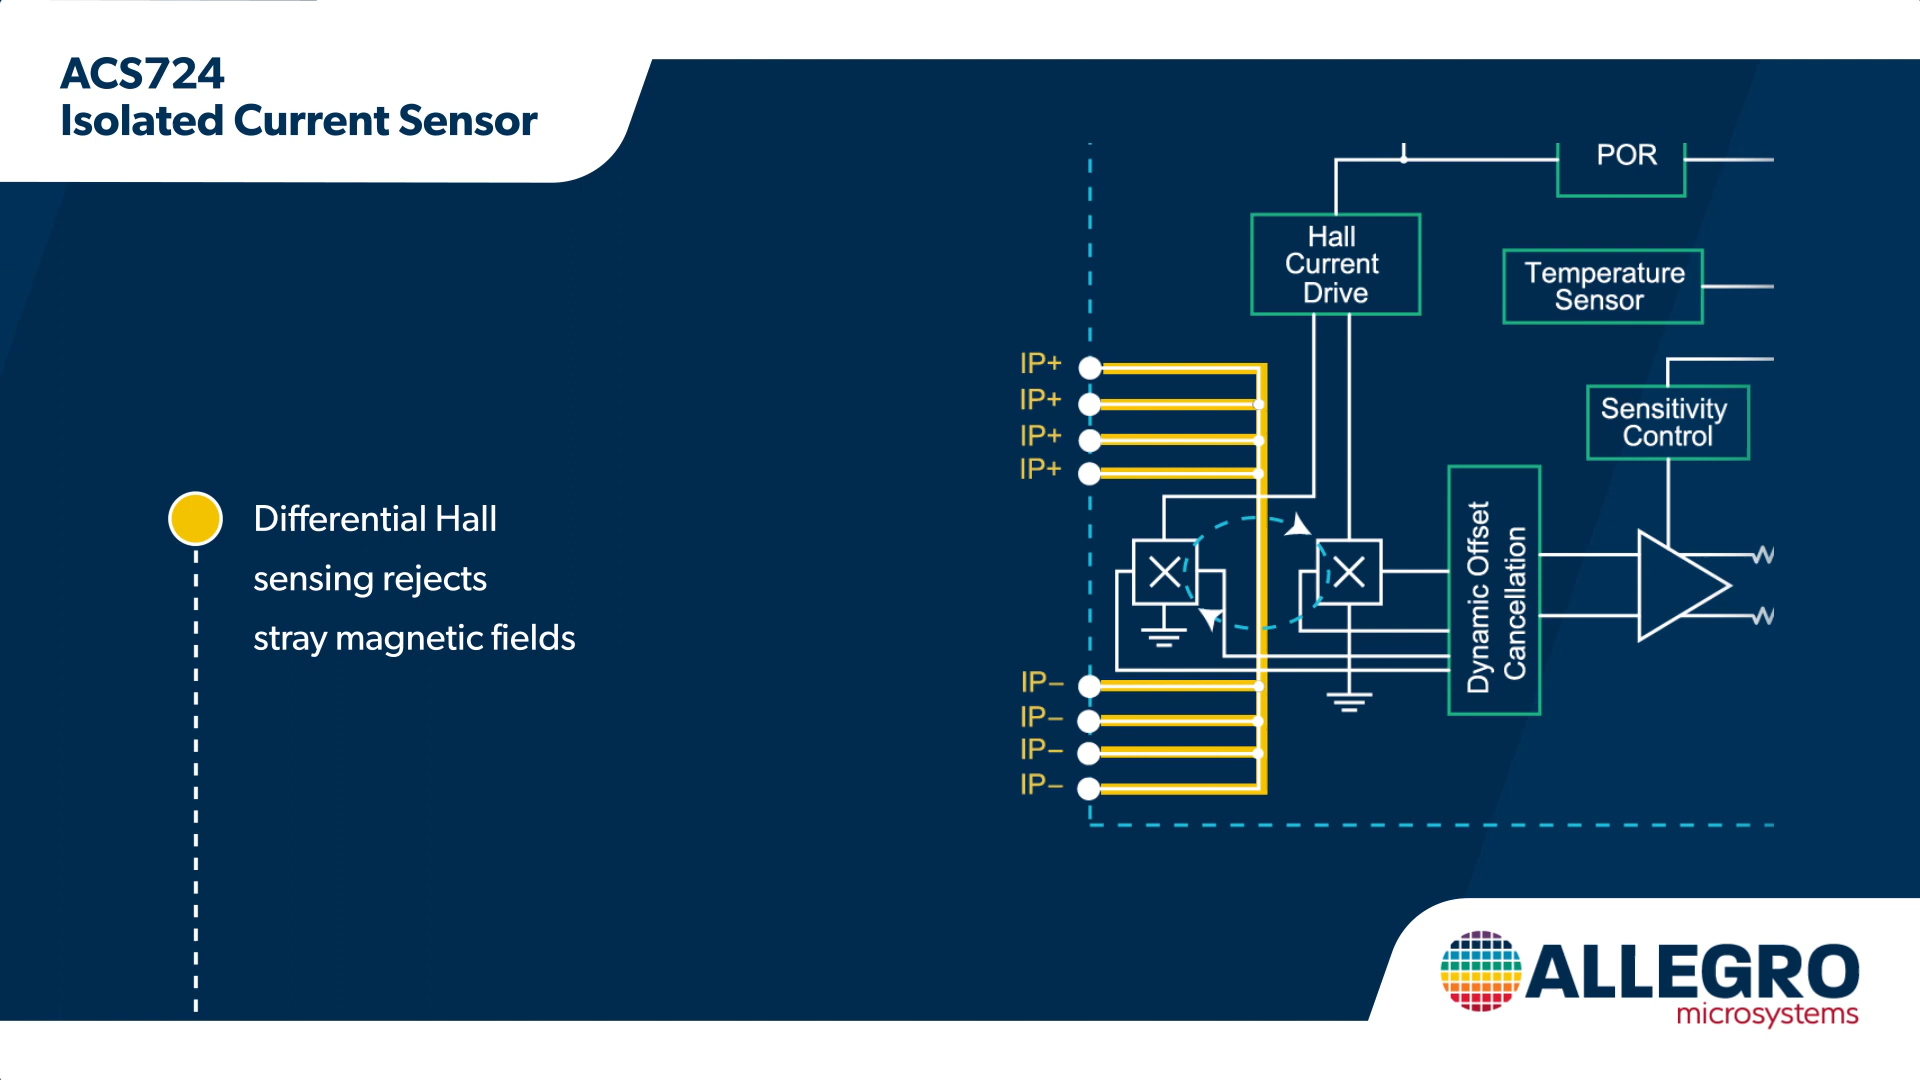 ACS724
Isolated Current Sensor
POR
Hall
Current
Drive
Temperature
Sensor
IP+
IP+
IP+
IP+
Sensitivity
Control
Differential Hall
sensing rejects
stray magnetic fields
Dynamic Offset
Cancellation
IP–
IP–
IP–
IP–
ALLEGRO
microsystems